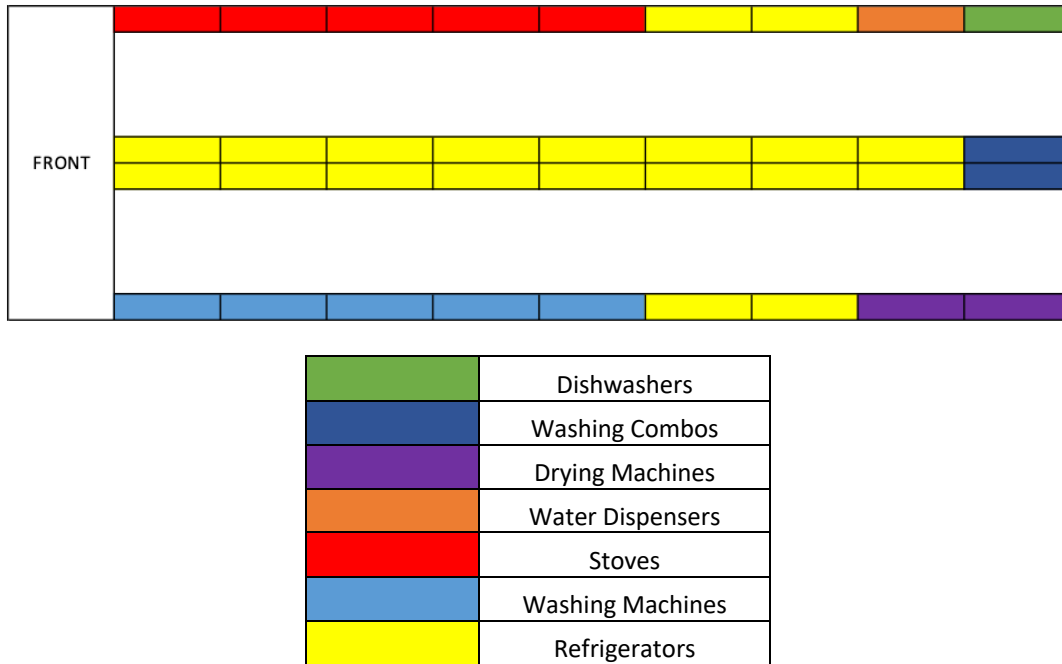 FRONT
Dishwashers
Washing Combos
Drying Machines
Water Dispensers
Stoves
Washing Machines
Refrigerators